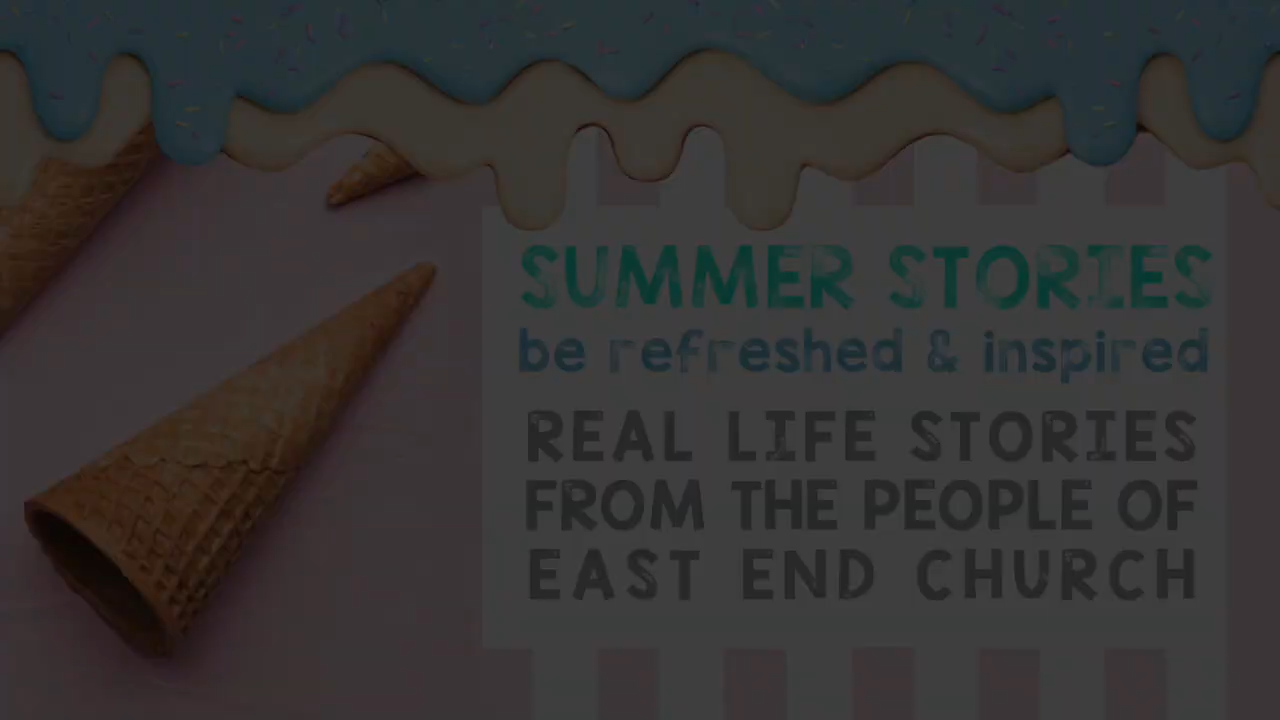 SUMMER STORIES
be refreshed & inspired
REAL LIFE STORIES
FROM THE PEOPLE OF
EAST END CHURCH